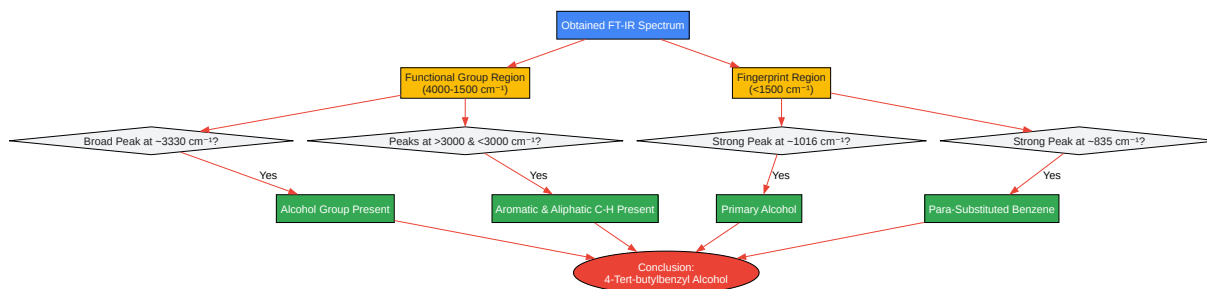 Obtained FT-IR Spectrum
Functional Group Region
(4000-1500 cm⁻¹)
Fingerprint Region
(<1500 cm⁻¹)
Broad Peak at ~3330 cm⁻¹?
Peaks at >3000 & <3000 cm⁻¹?
Strong Peak at ~1016 cm⁻¹?
Strong Peak at ~835 cm⁻¹?
Yes
Yes
Yes
Yes
Alcohol Group Present
Aromatic & Aliphatic C-H Present
Primary Alcohol
Para-Substituted Benzene
Conclusion:
4-Tert-butylbenzyl Alcohol